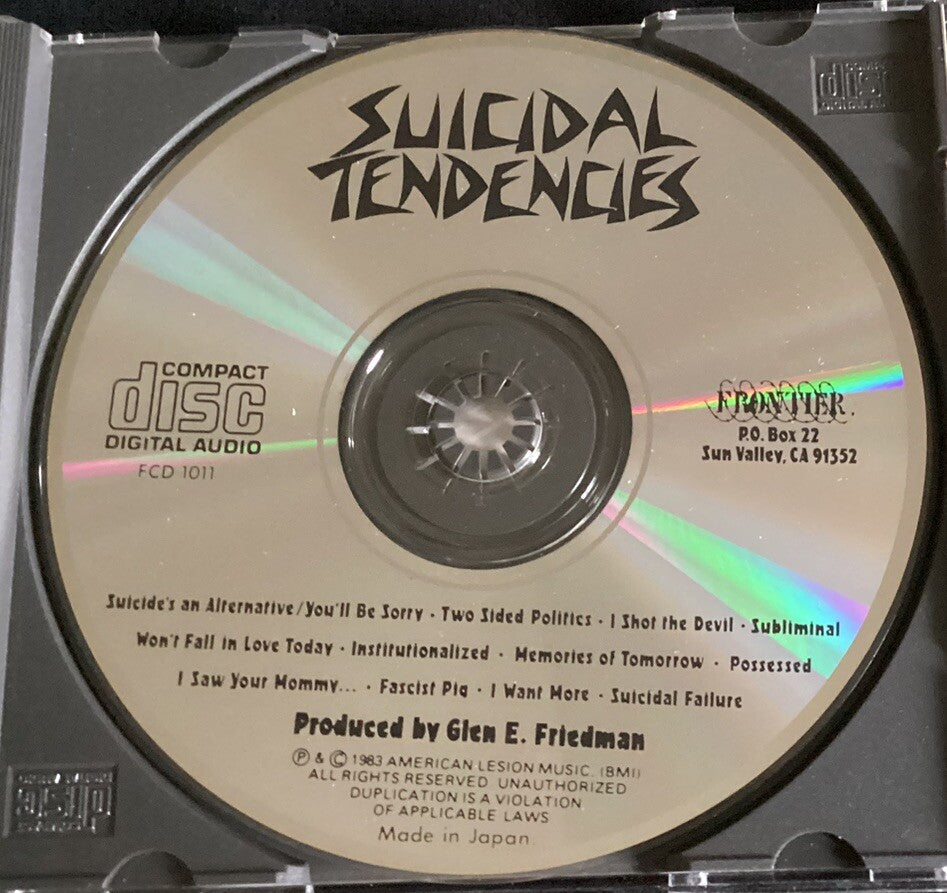 SUICIDAL
TENDENCIES
COMPACT
disc
DIGITAL AUDIO
FCD 1011
FRONTIER.
P.O. Box 22
Sun Valley, CA 91352
Suicide's an Alternative/You'll Be Sorry · Two Sided Politics · I Shot the Devil · Subliminal
Won't Fall in Love Today · Institutionalized · Memories of Tomorrow · Possessed
I Saw Your Mommy... · Fascist Pig · I Want More · Suicidal Failure
Produced by Glen E. Friedman
℗ & © 1983 AMERICAN LESION MUSIC. (BMI)
ALL RIGHTS RESERVED. UNAUTHORIZED
DUPLICATION IS A VIOLATION
OF APPLICABLE LAWS
Made in Japan
disc